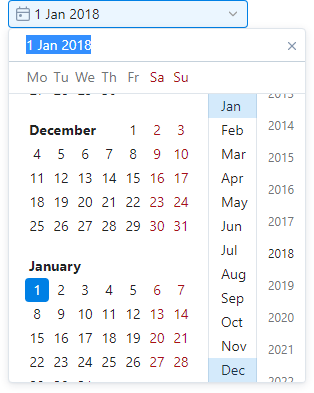 1 Jan 2018
1 Jan 2018
Mo Tu We Th Fr Sa Su
December 1 2 3
4 5 6 7 8 9 10
11 12 13 14 15 16 17
18 19 20 21 22 23 24
25 26 27 28 29 30 31
January
1 2 3 4 5 6 7
8 9 10 11 12 13 14
15 16 17 18 19 20 21
22 23 24 25 26 27 28
Jan
Feb
Mar
Apr
May
Jun
Jul
Aug
Sep
Oct
Nov
Dec
2014
2015
2016
2017
2018
2019
2020
2021